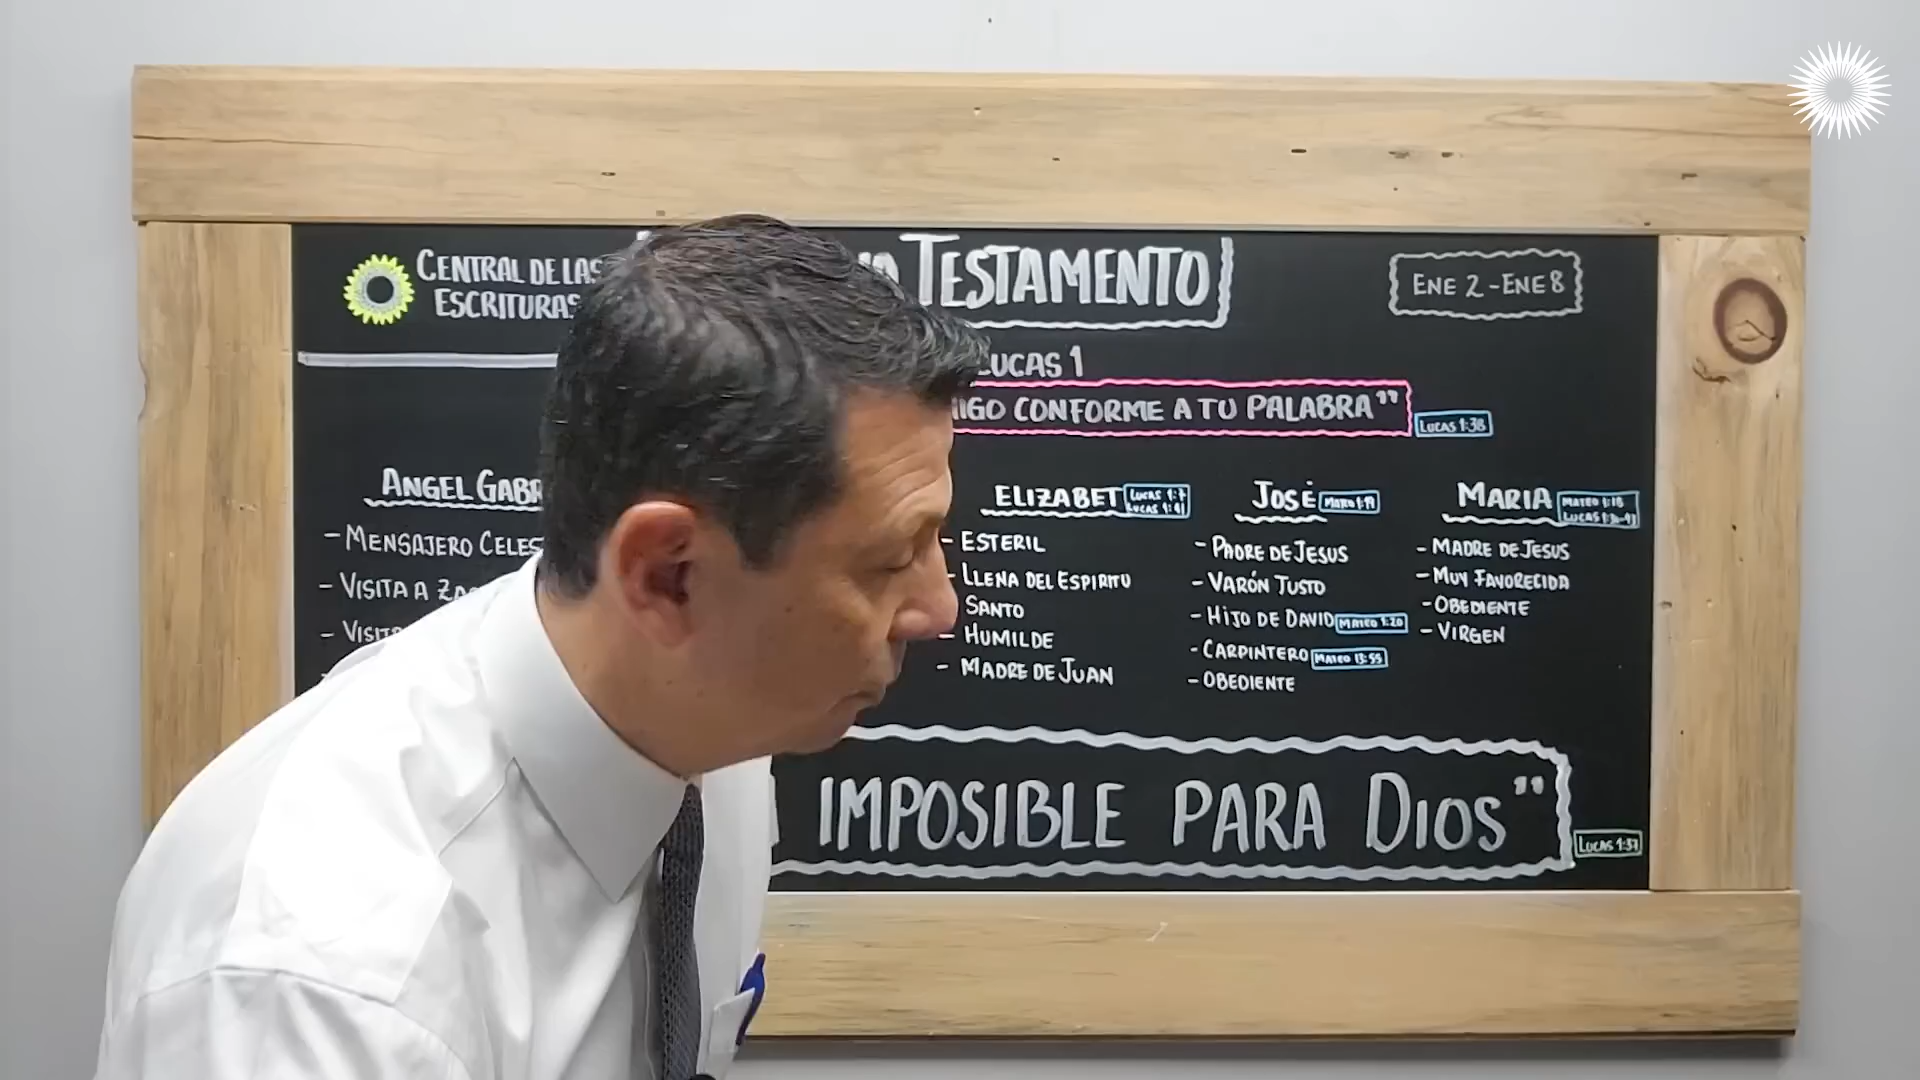 CENTRAL DE LAS
ESCRITURAS
TESTAMENTO
ENE 2 - ENE 8
LUCAS 1
CONFORME A TU PALABRA"
LUCAS 1:38
ANGEL
- MENSAJERO
- VISITA A
ELIZABET
LUCAS 1:7
LUCAS 1:41
- ESTERIL
- LLENA DEL ESPIRITU
SANTO
- HUMILDE
- MADRE DE JUAN
JOSÉ
MATEO 1:19
- PADRE DE JESUS
- VARÓN JUSTO
- HIJO DE DAVID MATEO 1:20
- CARPINTERO MATEO 13:55
- OBEDIENTE
MARIA
MATEO 1:18
LUCAS
- MADRE DE JESUS
- MUY FAVORECIDA
- OBEDIENTE
- VIRGEN
IMPOSIBLE PARA DIOS"
LUCAS 1:37